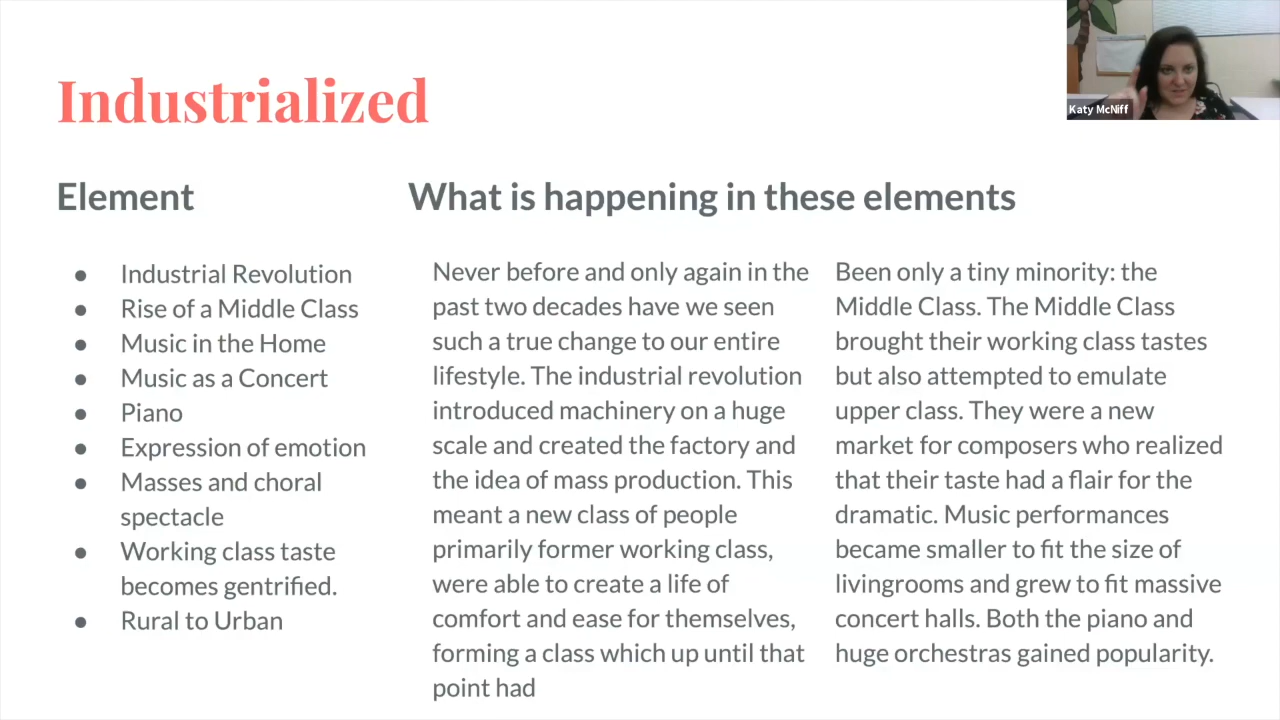 Industrialized
Katy McNiff
Element
Industrial Revolution
Rise of a Middle Class
Music in the Home
Music as a Concert
Piano
Expression of emotion
Masses and choral
spectacle
Working class taste
becomes gentrified.
Rural to Urban
What is happening in these elements
Never before and only again in the
past two decades have we seen
such a true change to our entire
lifestyle. The industrial revolution
introduced machinery on a huge
scale and created the factory and
the idea of mass production. This
meant a new class of people
primarily former working class,
were able to create a life of
comfort and ease for themselves,
forming a class which up until that
point had
Been only a tiny minority: the
Middle Class. The Middle Class
brought their working class tastes
but also attempted to emulate
upper class. They were a new
market for composers who realized
that their taste had a flair for the
dramatic. Music performances
became smaller to fit the size of
livingrooms and grew to fit massive
concert halls. Both the piano and
huge orchestras gained popularity.